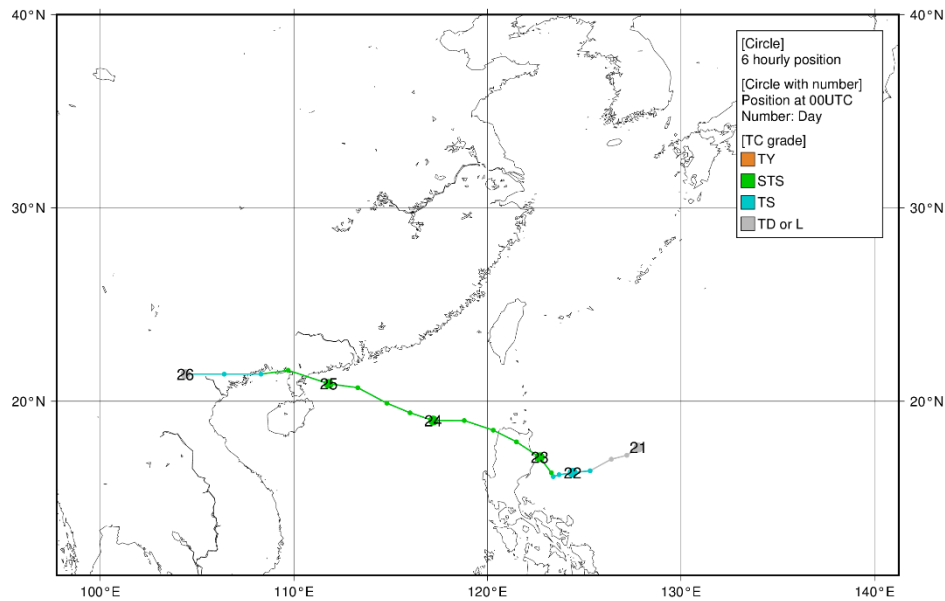 40°N
40°N
[Circle]
6 hourly position
[Circle with number]
Position at 00UTC
Number: Day
[TC grade]
TY
STS
TS
TD or L
30°N
30°N
26
25
20°N
24
23
22
21
20°N
100°E
110°E
120°E
130°E
140°E